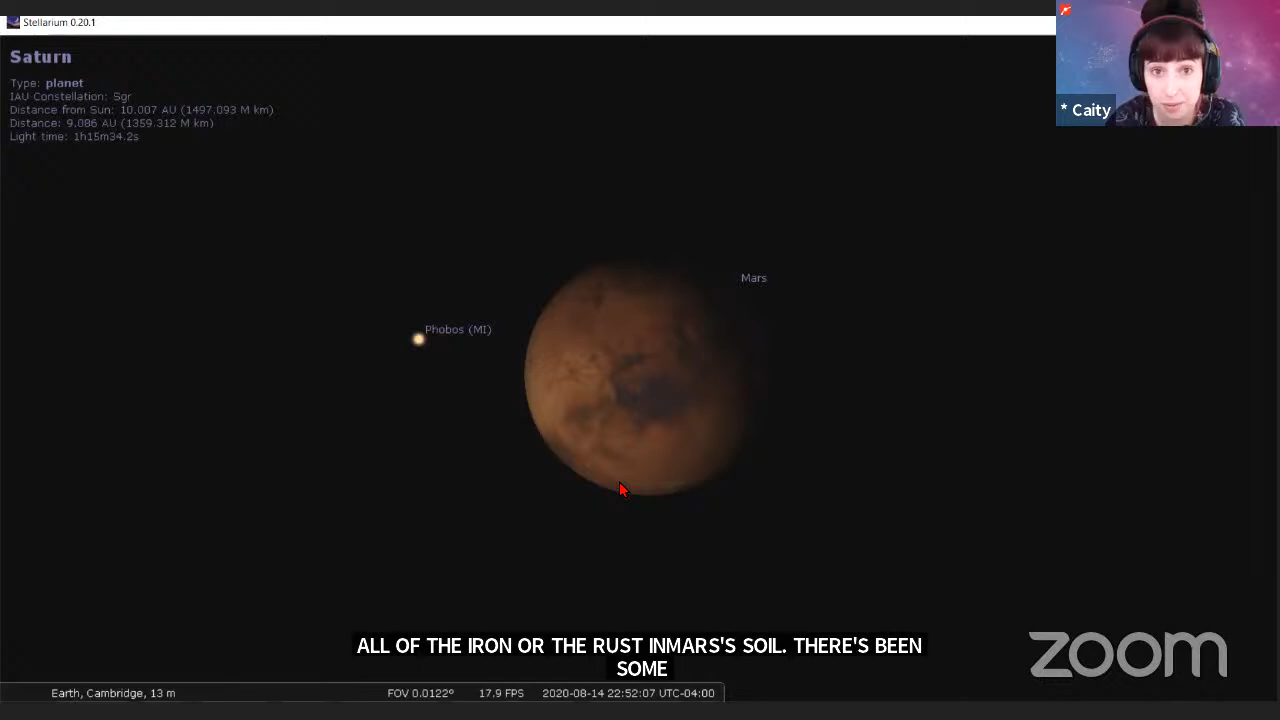 Stellarium 0.20.1
Saturn
Type: planet
IAU Constellation: Sgr
Distance from Sun: 10.007 AU (1497.093 M km)
Distance: 9.086 AU (1359.312 M km)
Light time: 1h15m34.2s
* Caity
Mars
Phobos (MI)
ALL OF THE IRON OR THE RUST INMARS'S SOIL. THERE'S BEEN
SOME
zoom
Earth, Cambridge, 13 m
FOV 0.0122°
17.9 FPS
2020-08-14 22:52:07 UTC-04:00